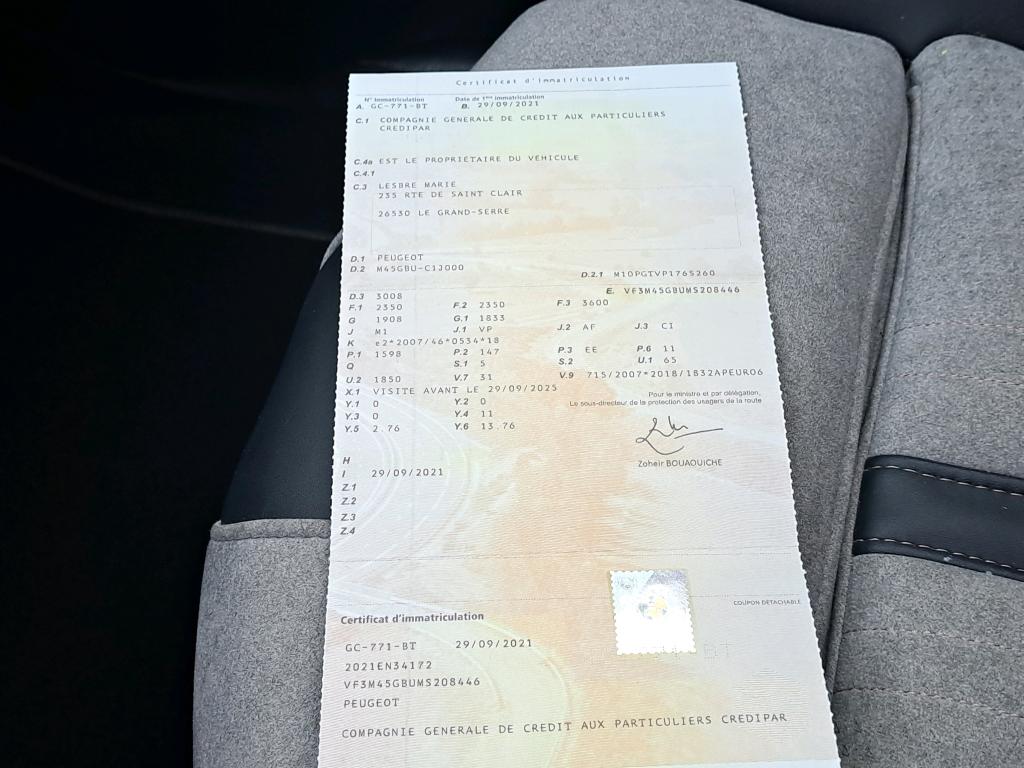 Certificat d'immatriculation
N° Immatriculation Date de 1ère immatriculation
A. GC-771-BT B. 29/09/2021
C.1 COMPAGNIE GENERALE DE CREDIT AUX PARTICULIERS
CREDIPAR
C.4a EST LE PROPRIÉTAIRE DU VÉHICULE
C.4.1
C.3 LESBRE MARIE
235 RTE DE SAINT CLAIR
26530 LE GRAND-SERRE
D.1 PEUGEOT
D.2 M45GBU-C1J000 D.2.1 M10PGTVP1765260
D.3 3008 E. VF3M45GBUMS208446
F.1 2350 F.2 2350 F.3 3600
G 1908 G.1 1833
J M1 J.1 VP J.2 AF J.3 CI
K e2*2007/46*0534*18
P.1 1598 P.2 147 P.3 EE P.6 11
Q S.1 5 S.2 U.1 65
U.2 1850 V.7 31 V.9 715/2007*2018/1832APEURO6
X.1 VISITE AVANT LE 29/09/2025
Y.1 0 Y.2 0
Y.3 0 Y.4 11
Y.5 2.76 Y.6 13.76
Pour le ministre et par délégation,
Le sous-directeur de la protection des usagers de la route
Zoheir BOUAOUICHE
H
I 29/09/2021
Z.1
Z.2
Z.3
Z.4
COUPON DÉTACHABLE
Certificat d'immatriculation
GC-771-BT 29/09/2021
2021EN34172
VF3M45GBUMS208446
PEUGEOT
COMPAGNIE GENERALE DE CREDIT AUX PARTICULIERS CREDIPAR